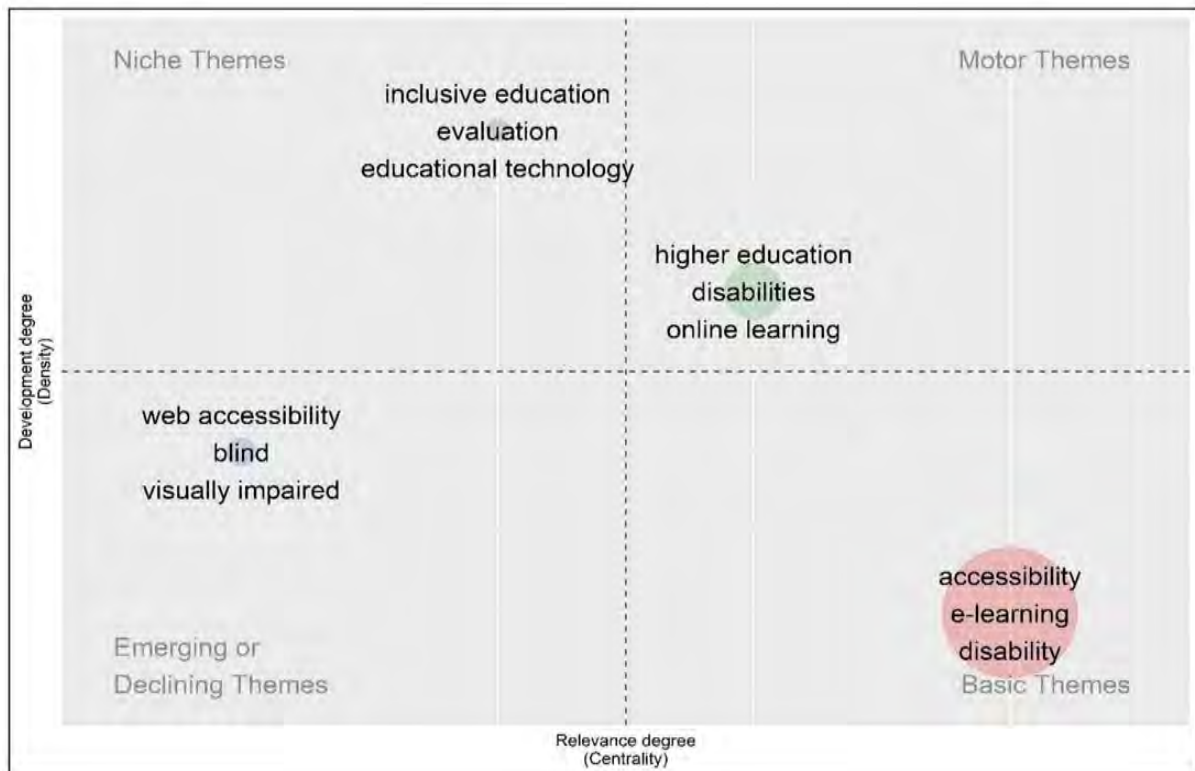 Niche Themes
Motor Themes
inclusive education
evaluation
educational technology
higher education
disabilities
online learning
Development degree
(Density)
web accessibility
blind
visually impaired
accessibility
e-learning
disability
Emerging or
Declining Themes
Basic Themes
Relevance degree
(Centrality)